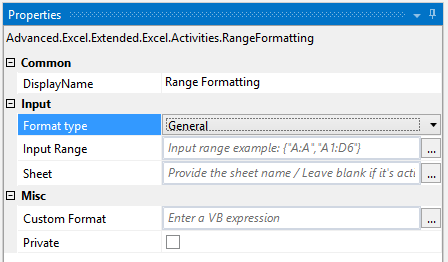 Properties
Advanced.Excel.Extended.Excel.Activities.RangeFormatting
Common
DisplayName Range Formatting
Input
Format type General
Input Range Input range example: {"A:A","A1:D6"} ...
Sheet Provide the sheet name / Leave blank if it's acti ...
Misc
Custom Format Enter a VB expression ...
Private